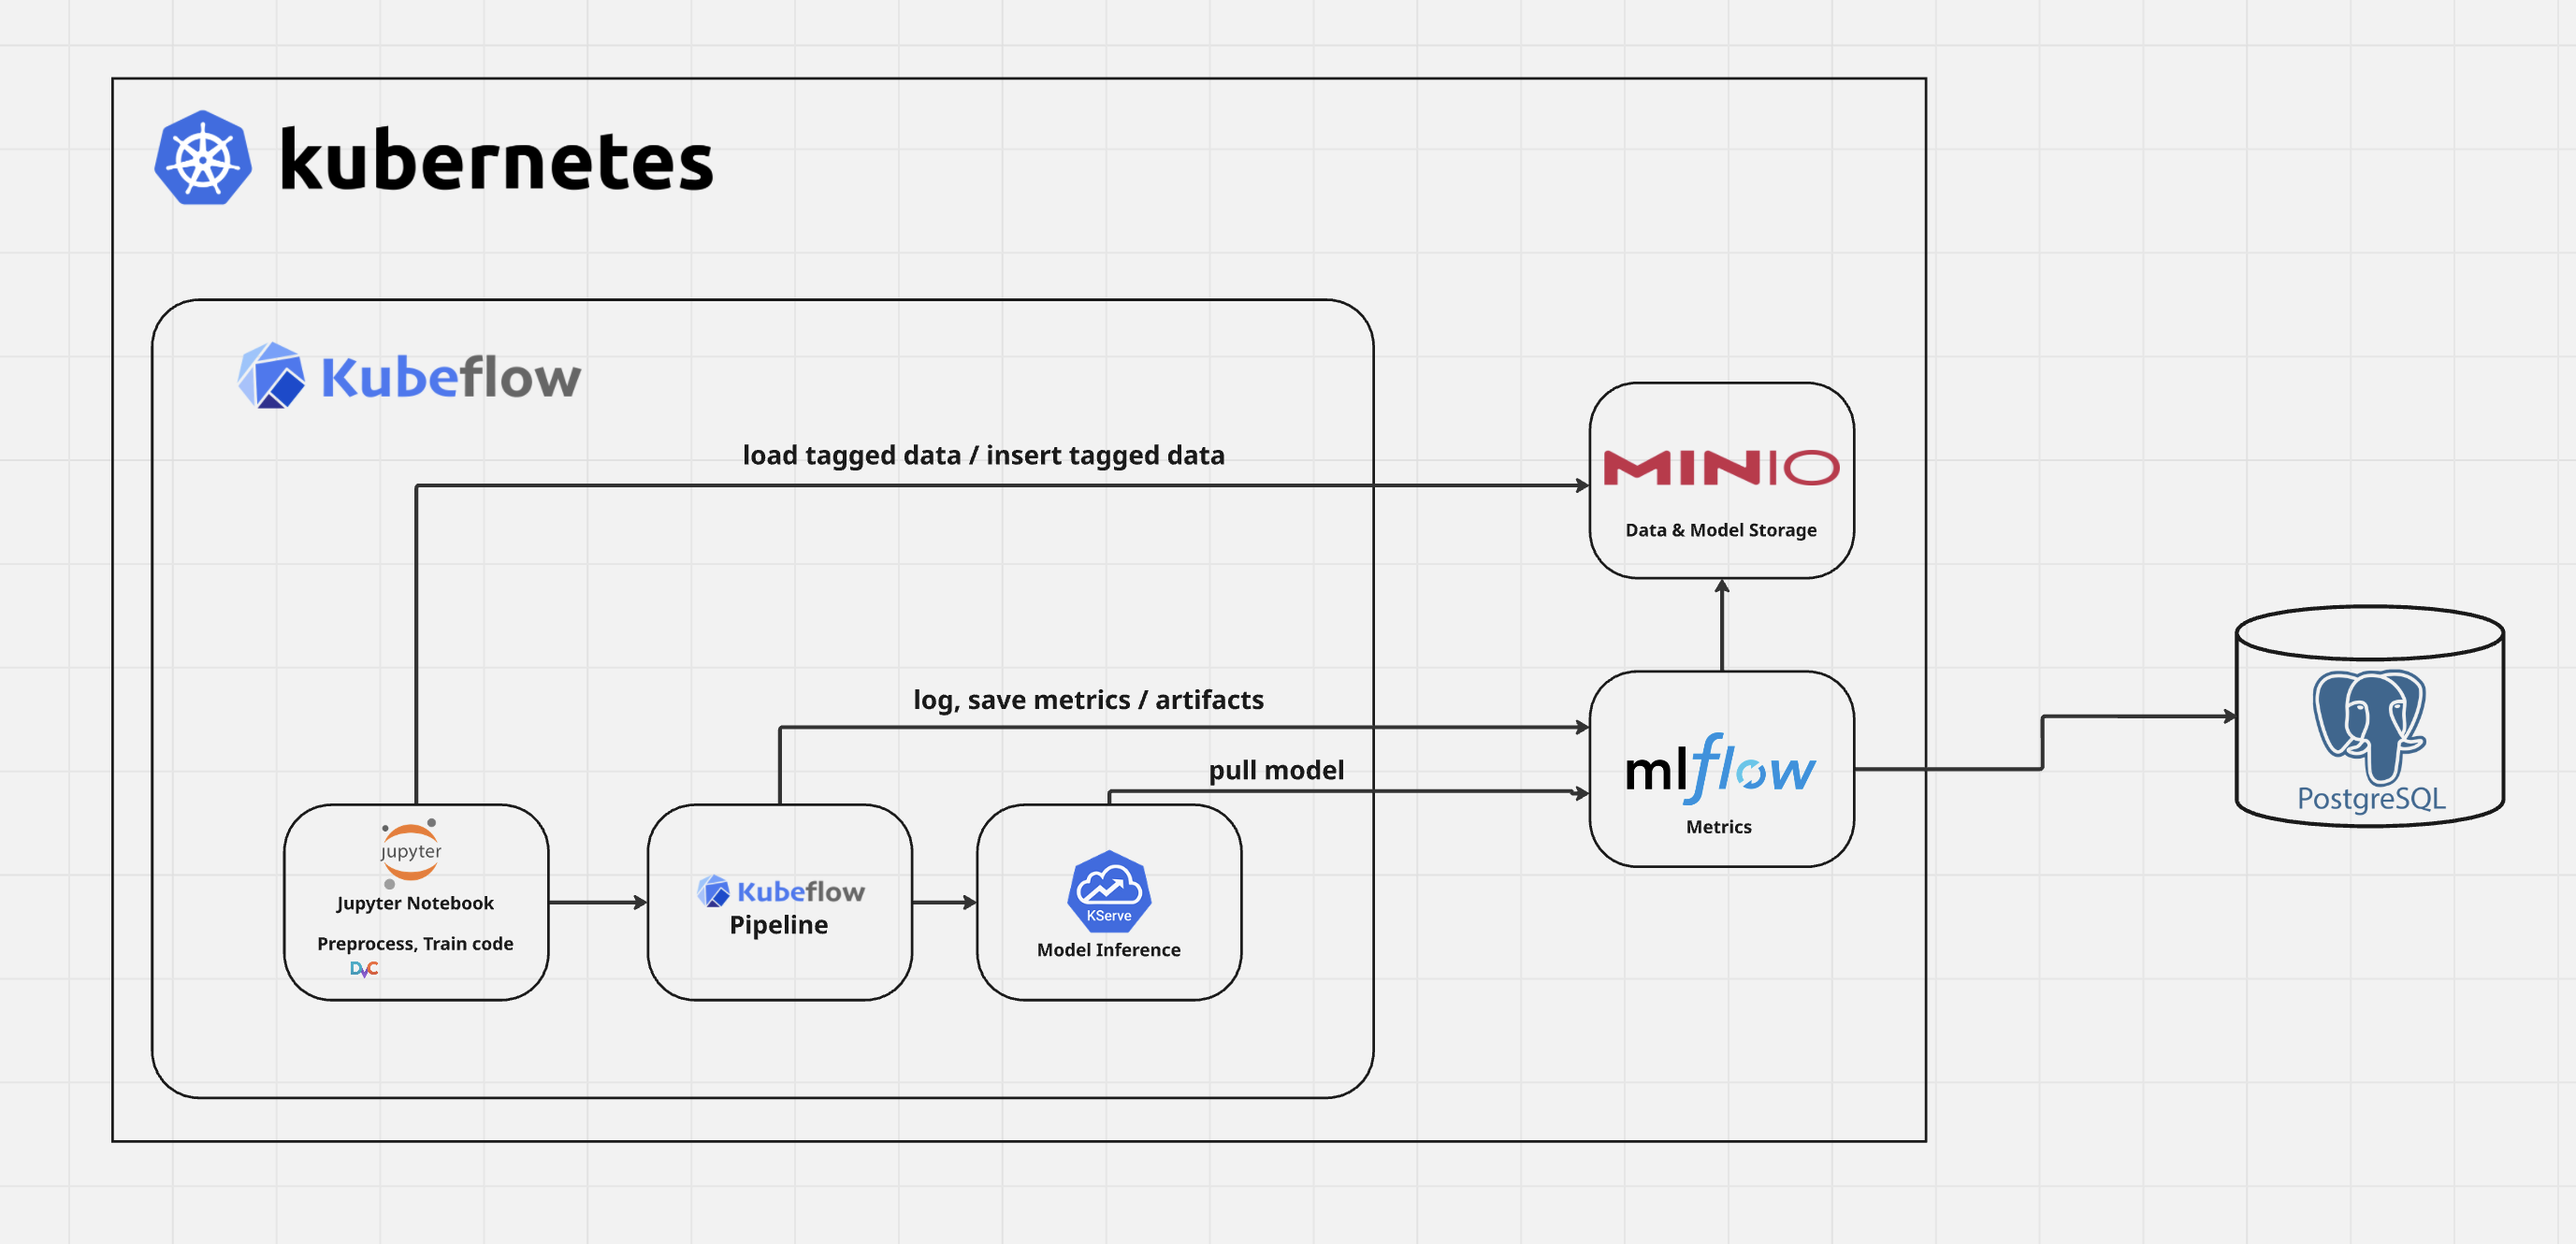 kubernetes
Kubeflow
load tagged data / insert tagged data
MINIO
Data & Model Storage
log, save metrics / artifacts
pull model
mlflow
Metrics
PostgreSQL
jupyter
Jupyter Notebook
Preprocess, Train code
DVC
Kubeflow
Pipeline
KServe
Model Inference